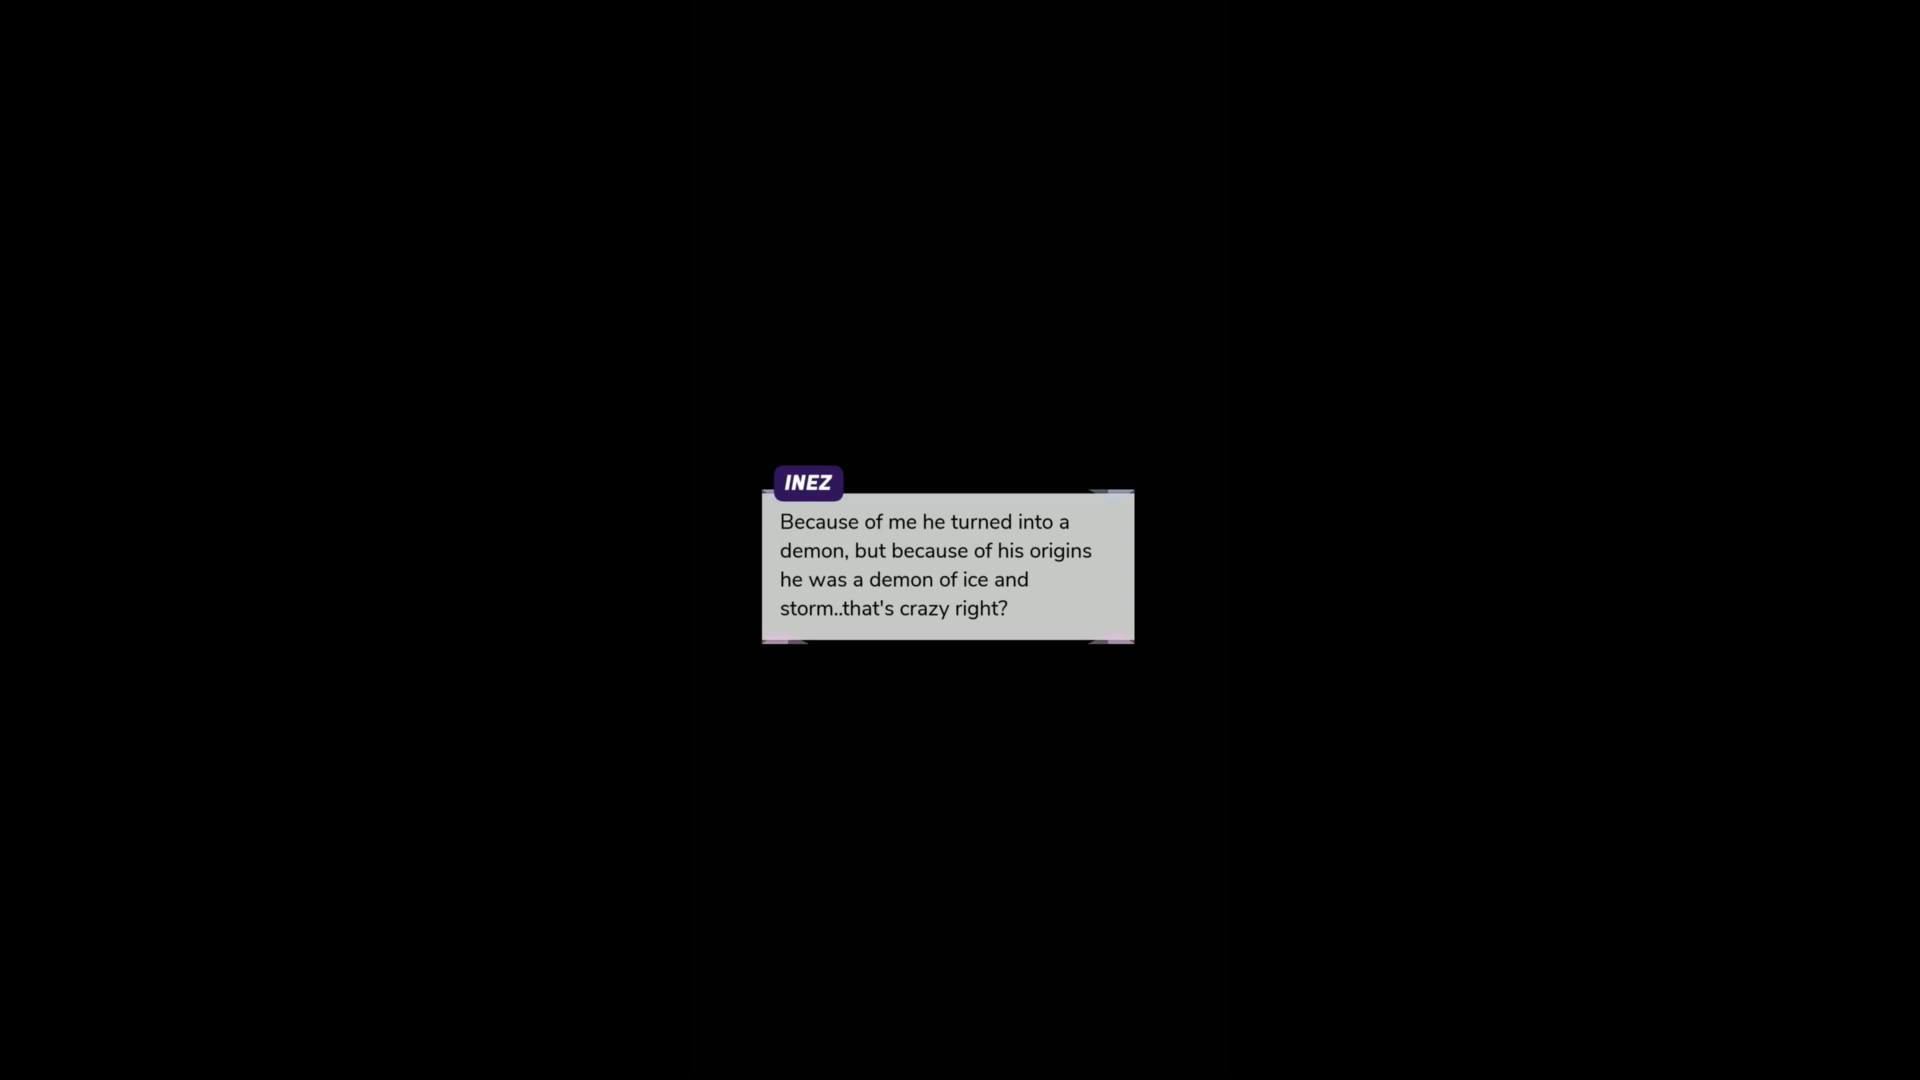 INEZ
Because of me he turned into a
demon, but because of his origins
he was a demon of ice and
storm..that's crazy right?